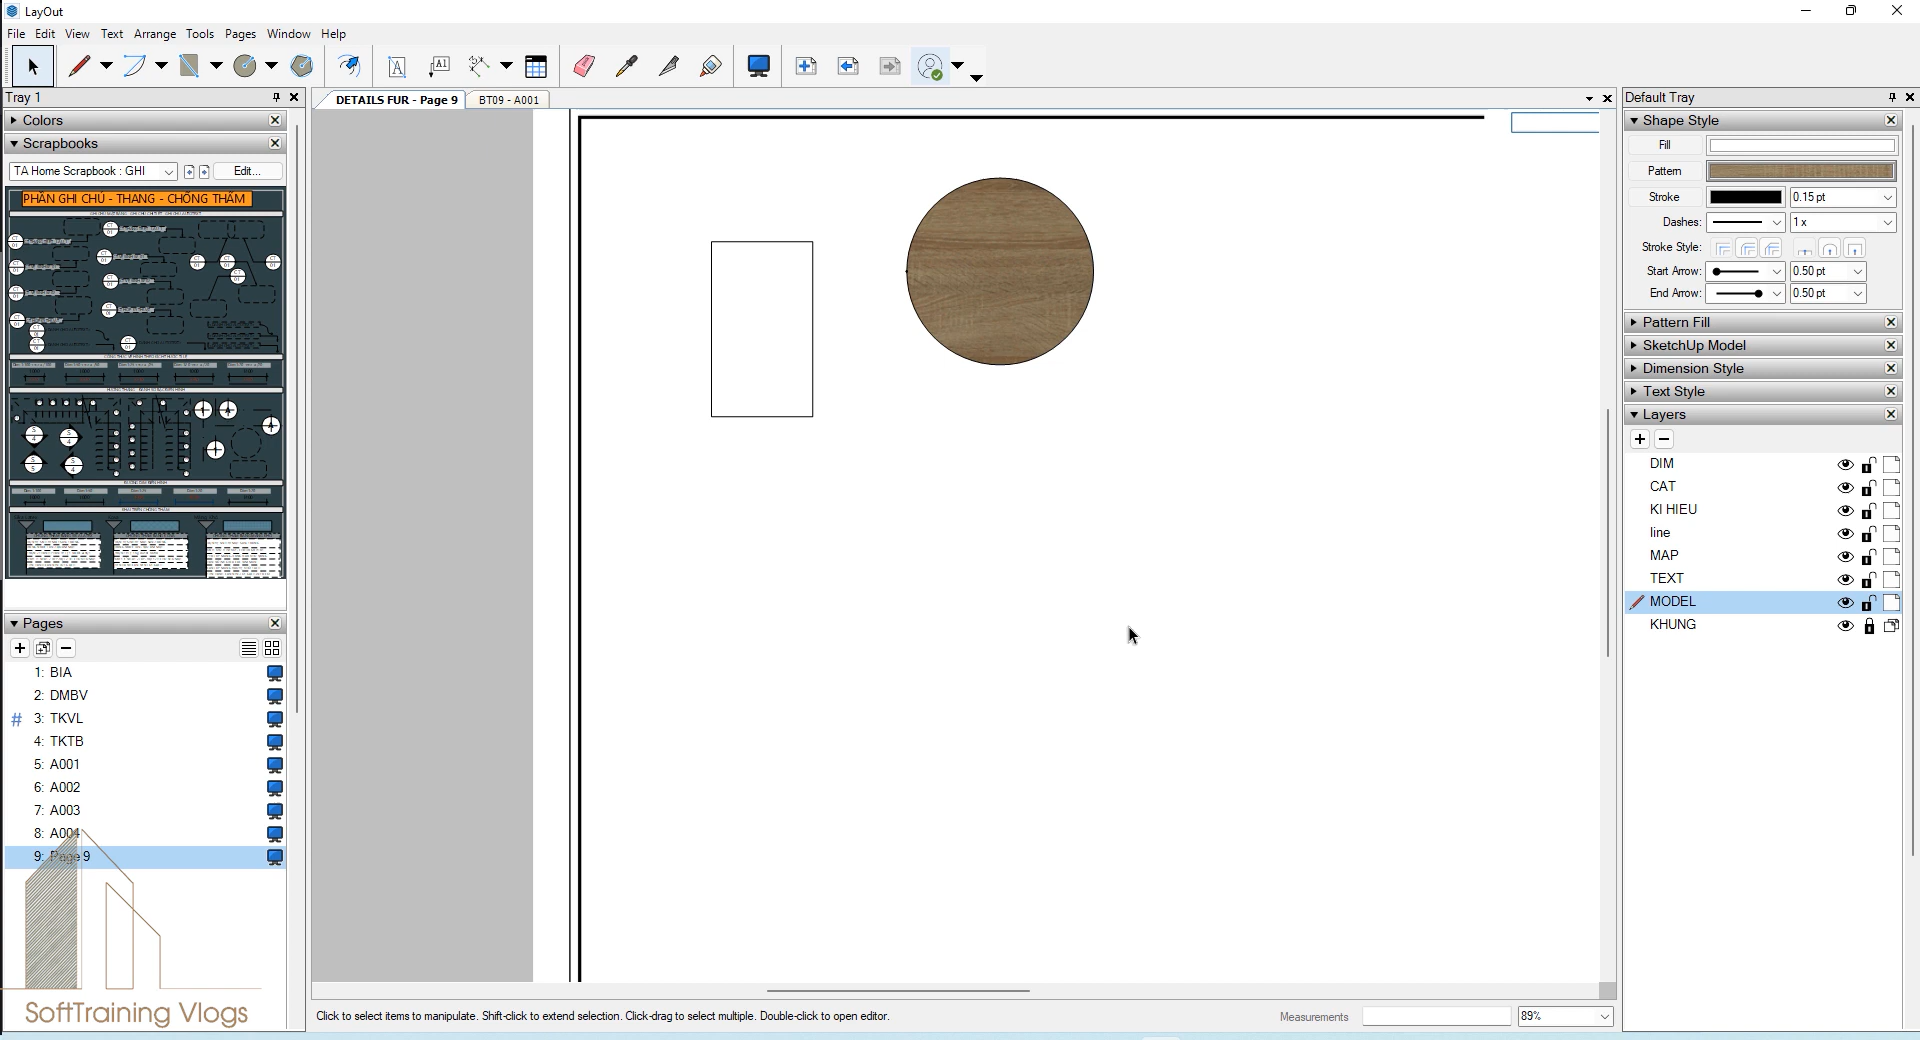 LayOut
File Edit View Text Arrange Tools Pages Window Help
Tray 1
Colors
Scrapbooks
TA Home Scrapbook : GHI
Edit...
PHẦN GHI CHÚ - THANG - CHỐNG THẤM
Pages
1: BIA
2: DMBV
# 3: TKVL
4: TKTB
5: A001
6: A002
7: A003
8: A004
9: Page 9
SoftTraining Vlogs
DETAILS FUR - Page 9
BT09 - A001
Click to select items to manipulate. Shift-click to extend selection. Click-drag to select multiple. Double-click to open editor.
Measurements
89%
Default Tray
Shape Style
Fill
Pattern
Stroke 0.15 pt
Dashes: 1 x
Stroke Style:
Start Arrow: 0.50 pt
End Arrow: 0.50 pt
Pattern Fill
SketchUp Model
Dimension Style
Text Style
Layers
DIM
CAT
KI HIEU
line
MAP
TEXT
MODEL
KHUNG